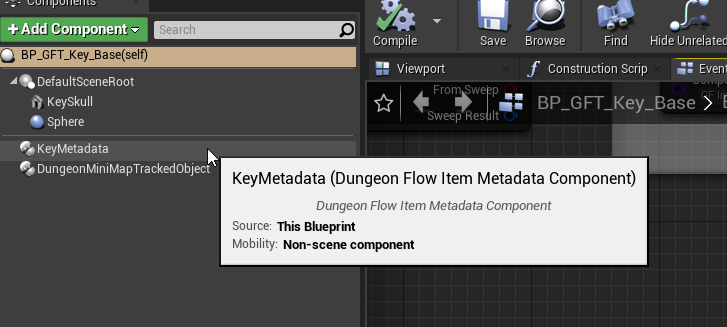 Components
+ Add Component
Search
BP_GFT_Key_Base(self)
DefaultSceneRoot
KeySkull
Sphere
KeyMetadata
DungeonMiniMapTrackedObject
Compile
Save
Browse
Find
Hide Unrelated
Viewport
Construction Scrip
Event
From Sweep
Sweep Result
BP_GFT_Key_Base
KeyMetadata (Dungeon Flow Item Metadata Component)
Dungeon Flow Item Metadata Component
Source: This Blueprint
Mobility: Non-scene component